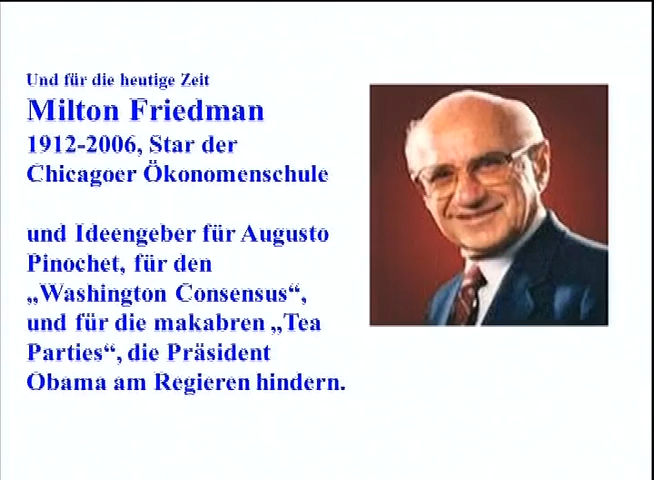 Und für die heutige Zeit
Milton Friedman
1912-2006, Star der
Chicagoer Ökonomenschule
und Ideengeber für Augusto
Pinochet, für den
„Washington Consensus“,
und für die makabren „Tea
Parties“, die Präsident
Obama am Regieren hindern.